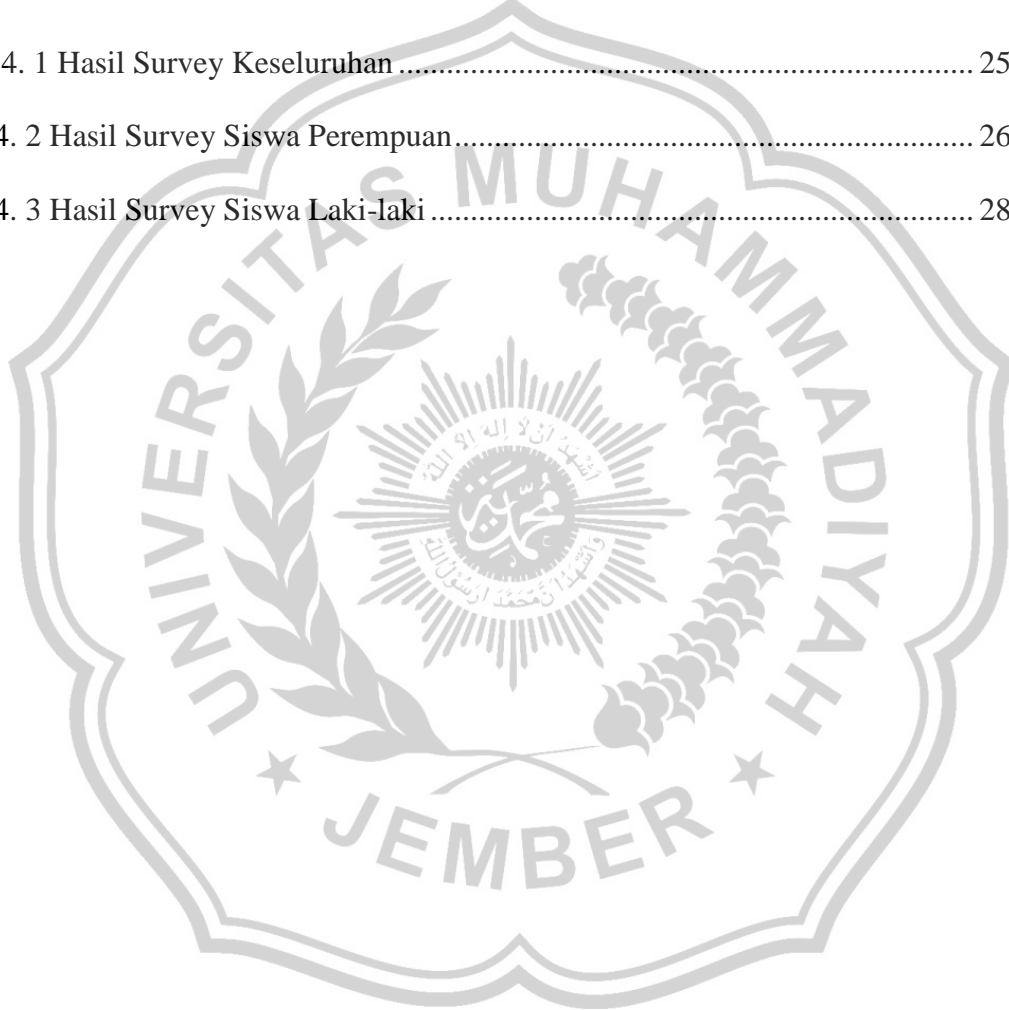 4. 1 Hasil Survey Keseluruhan ........................................................................ 25
4. 2 Hasil Survey Siswa Perempuan ................................................................. 26
4. 3 Hasil Survey Siswa Laki-laki .................................................................... 28
UNIVERSITAS MUHAMMADIYAH
JEMBER